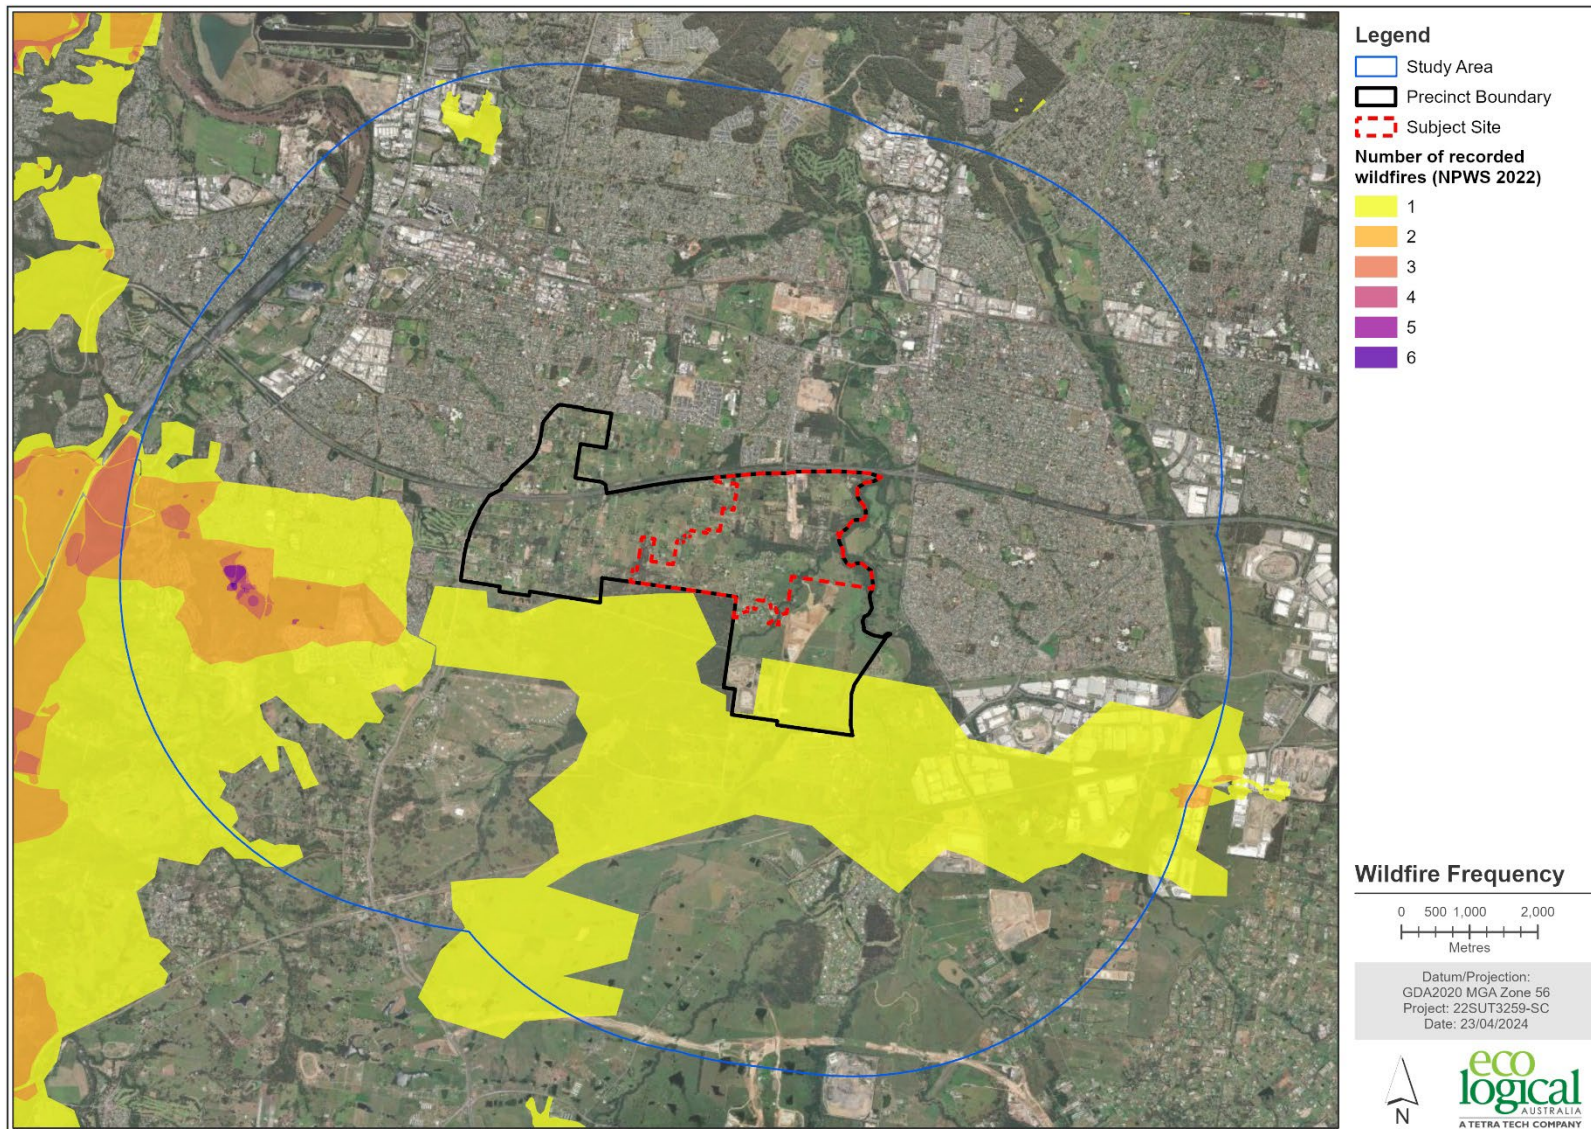 Legend
Study Area
Precinct Boundary
Subject Site
Number of recorded
wildfires (NPWS 2022)
1
2
3
4
5
6
Wildfire Frequency
0 500 1,000 2,000
Metres
Datum/Projection:
GDA2020 MGA Zone 56
Project: 22SUT3259-SC
Date: 23/04/2024
N
eco
logical
AUSTRALIA
A TETRA TECH COMPANY